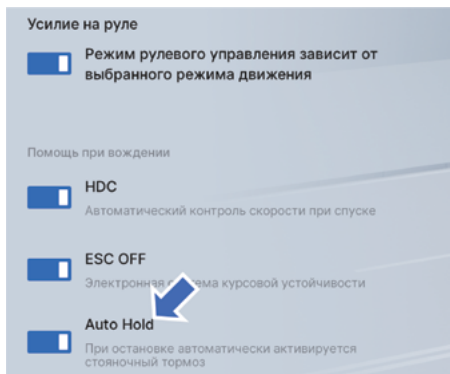 Усилие на руле
Режим рулевого управления зависит от
выбранного режима движения
Помощь при вождении
HDC
Автоматический контроль скорости при спуске
ESC OFF
Электронная курсовой устойчивости
Auto Hold
При остановке автоматически активируется
стояночный тормоз